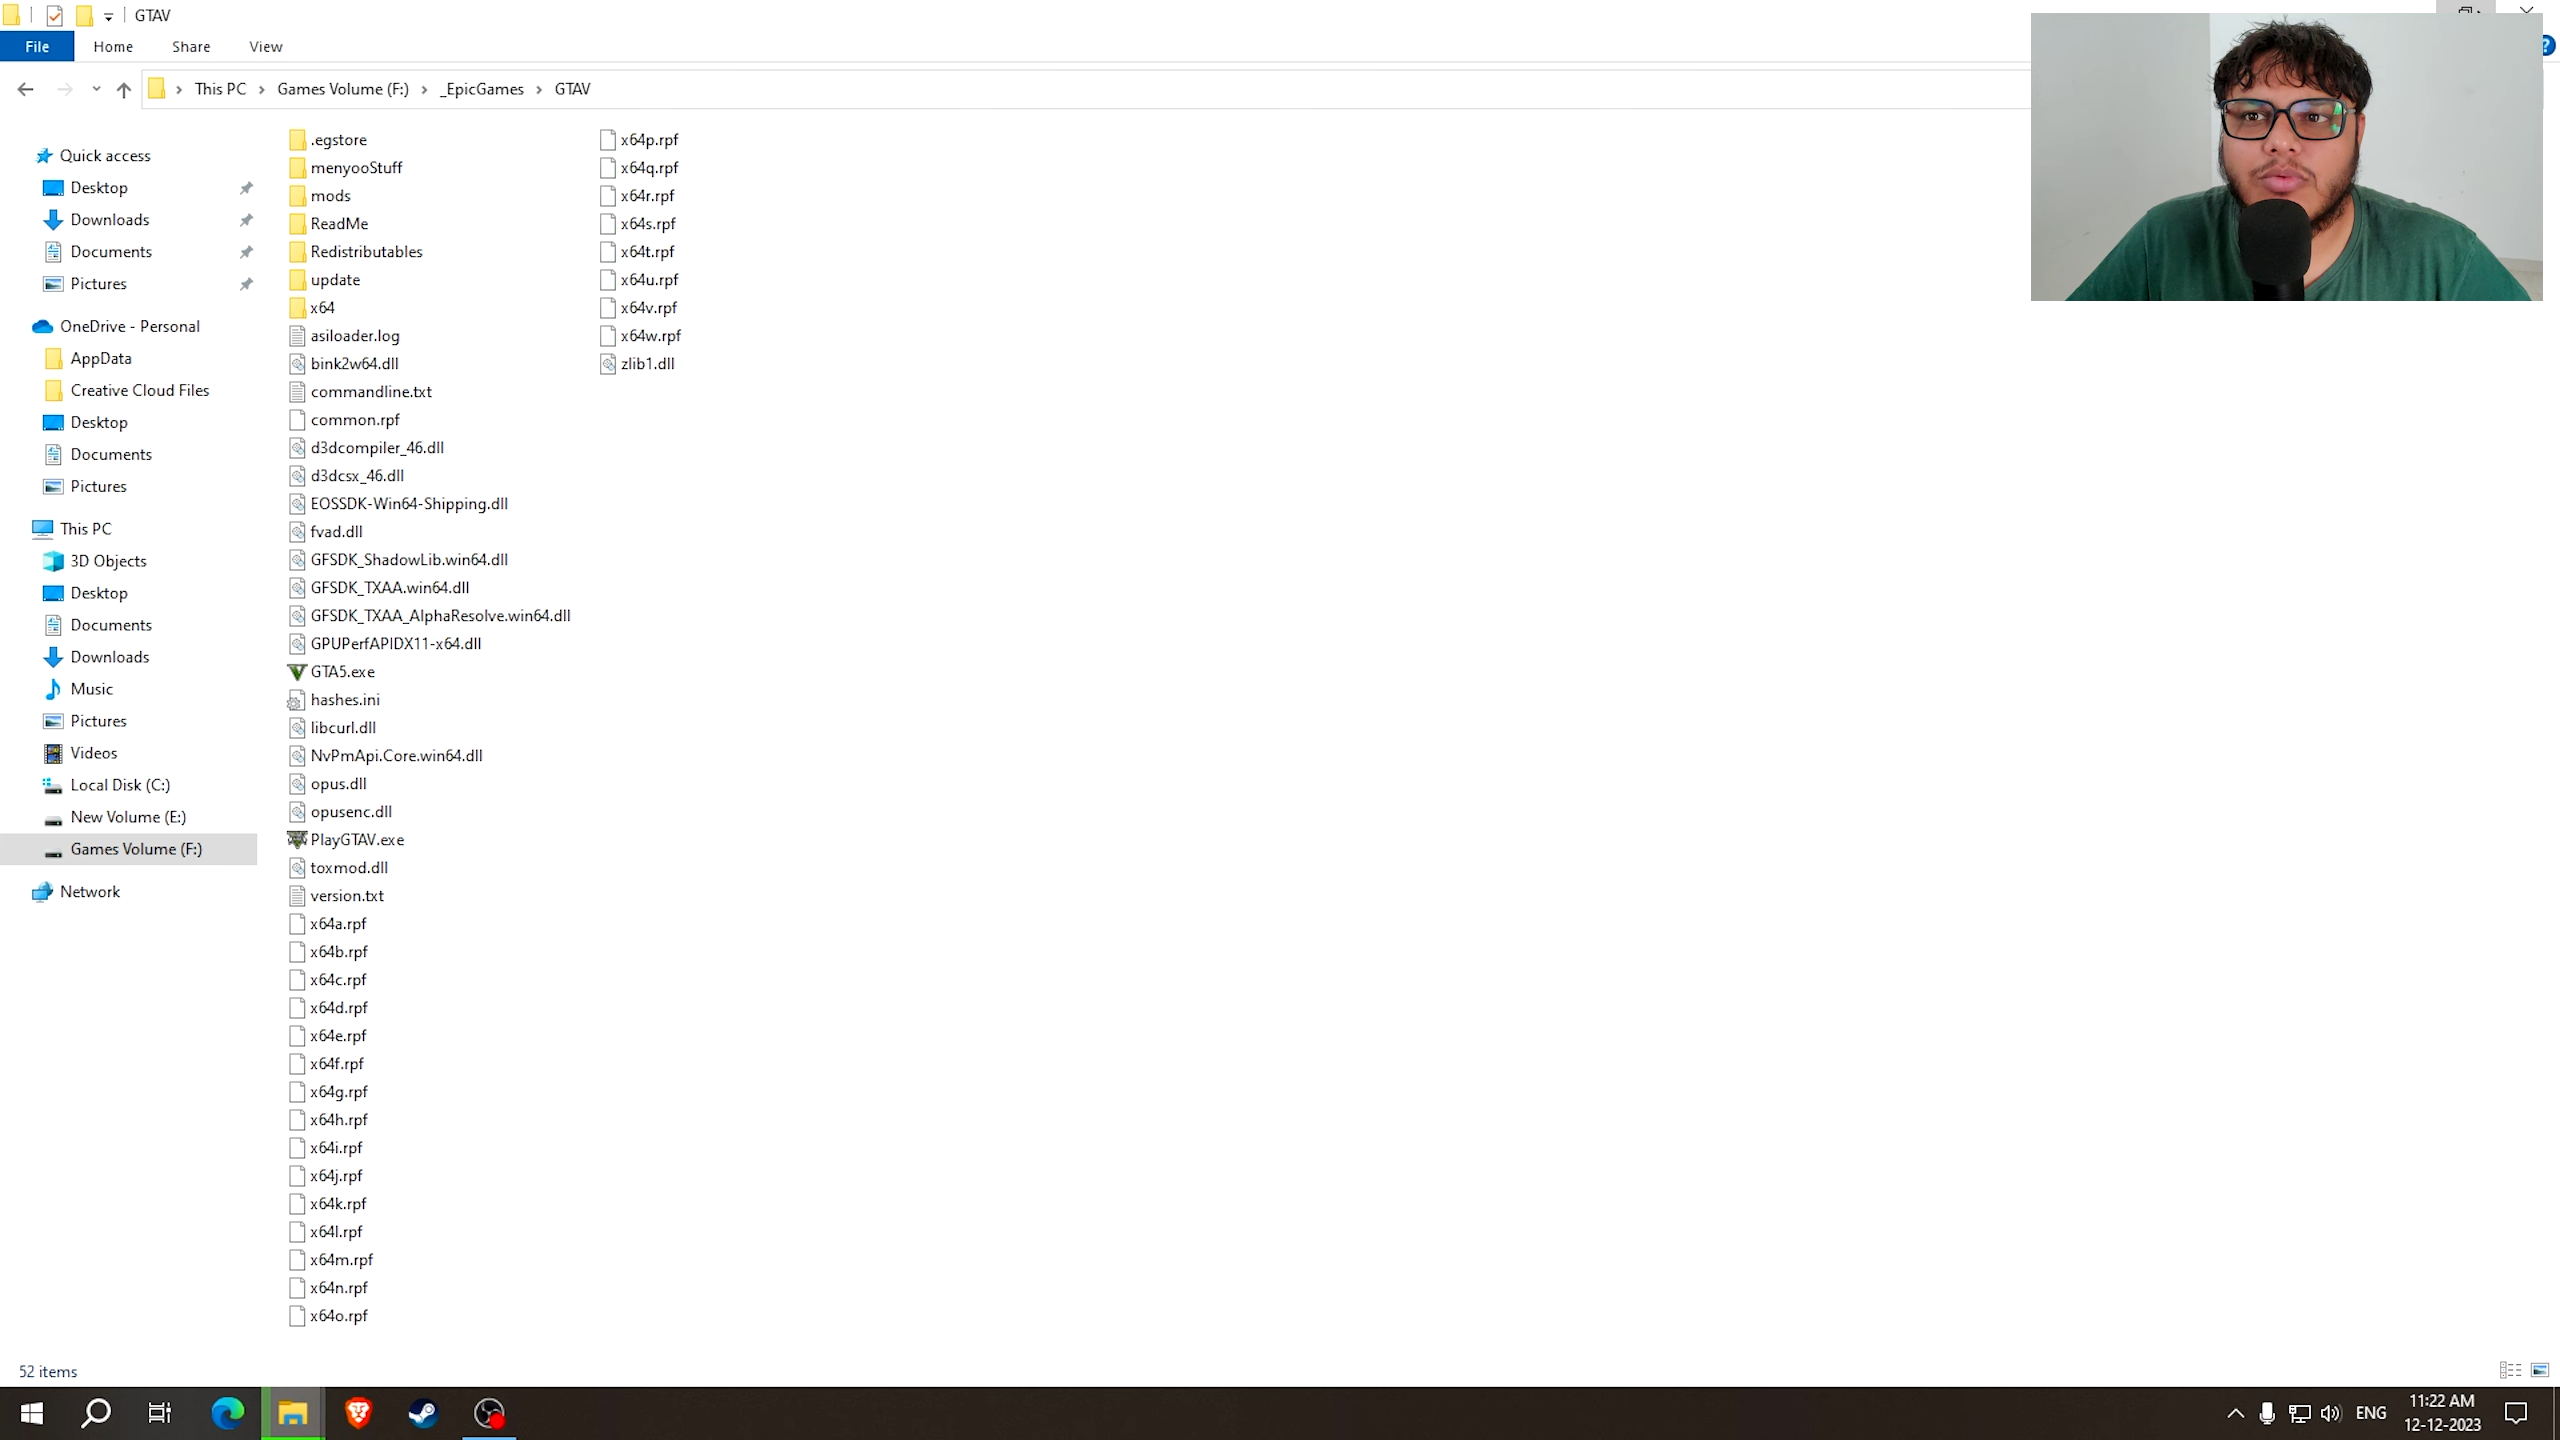 GTAV
File Home Share View
This PC Games Volume (F:) _EpicGames GTAV
Quick access
Desktop
Downloads
Documents
Pictures
OneDrive - Personal
AppData
Creative Cloud Files
Desktop
Documents
Pictures
This PC
3D Objects
Desktop
Documents
Downloads
Music
Pictures
Videos
Local Disk (C:)
New Volume (E:)
Games Volume (F:)
Network
.egstore
menyooStuff
mods
ReadMe
Redistributables
update
x64
asiloader.log
bink2w64.dll
commandline.txt
common.rpf
d3dcompiler_46.dll
d3dcsx_46.dll
EOSSDK-Win64-Shipping.dll
fvad.dll
GFSDK_ShadowLib.win64.dll
GFSDK_TXAA.win64.dll
GFSDK_TXAA_AlphaResolve.win64.dll
GPUPerfAPIDX11-x64.dll
GTA5.exe
hashes.ini
libcurl.dll
NvPmApi.Core.win64.dll
opus.dll
opusenc.dll
PlayGTAV.exe
toxmod.dll
version.txt
x64a.rpf
x64b.rpf
x64c.rpf
x64d.rpf
x64e.rpf
x64f.rpf
x64g.rpf
x64h.rpf
x64i.rpf
x64j.rpf
x64k.rpf
x64l.rpf
x64m.rpf
x64n.rpf
x64o.rpf
x64p.rpf
x64q.rpf
x64r.rpf
x64s.rpf
x64t.rpf
x64u.rpf
x64v.rpf
x64w.rpf
zlib1.dll
52 items
ENG
11:22 AM
12-12-2023